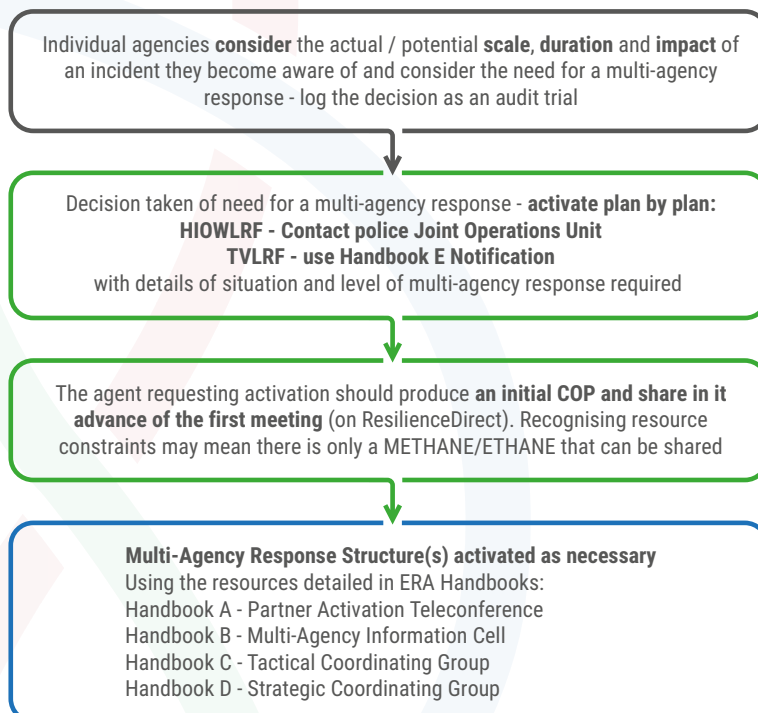 Individual agencies consider the actual / potential scale, duration and impact of
an incident they become aware of and consider the need for a multi-agency
response - log the decision as an audit trial
Decision taken of need for a multi-agency response - activate plan by plan:
HIOWLRF - Contact police Joint Operations Unit
TVLRF - use Handbook E Notification
with details of situation and level of multi-agency response required
The agent requesting activation should produce an initial COP and share in it
advance of the first meeting (on ResilienceDirect). Recognising resource
constraints may mean there is only a METHANE/ETHANE that can be shared
Multi-Agency Response Structure(s) activated as necessary
Using the resources detailed in ERA Handbooks:
Handbook A - Partner Activation Teleconference
Handbook B - Multi-Agency Information Cell
Handbook C - Tactical Coordinating Group
Handbook D - Strategic Coordinating Group